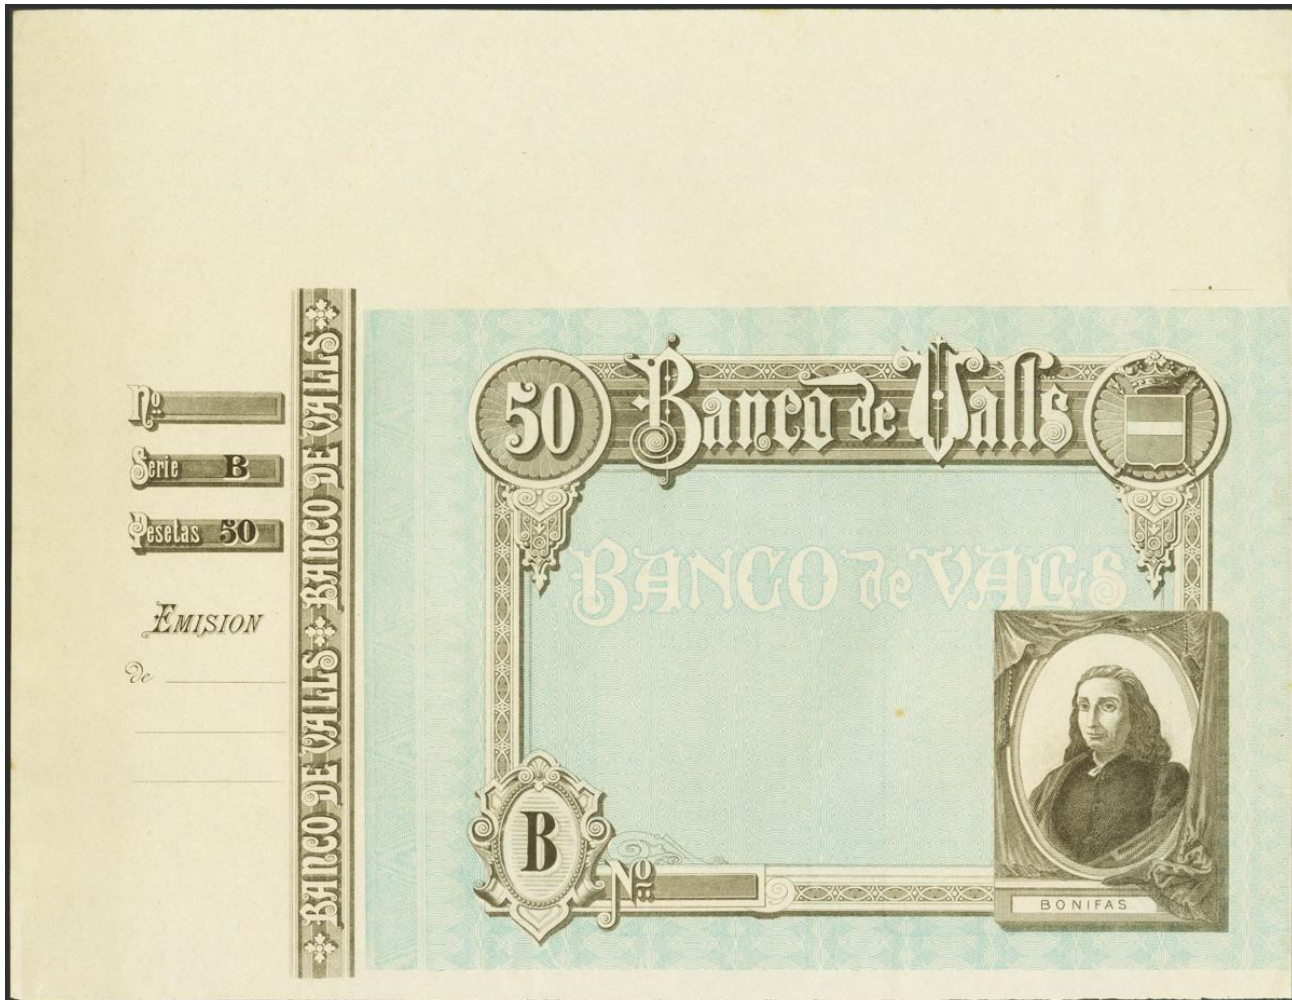 Nº
Serie B
Pesetas 50
EMISION
de
BANCO DE VALLS BANCO DE VALLS
50 Banco de Valls
BANCO de VALLS
B
Nº
BONIFAS